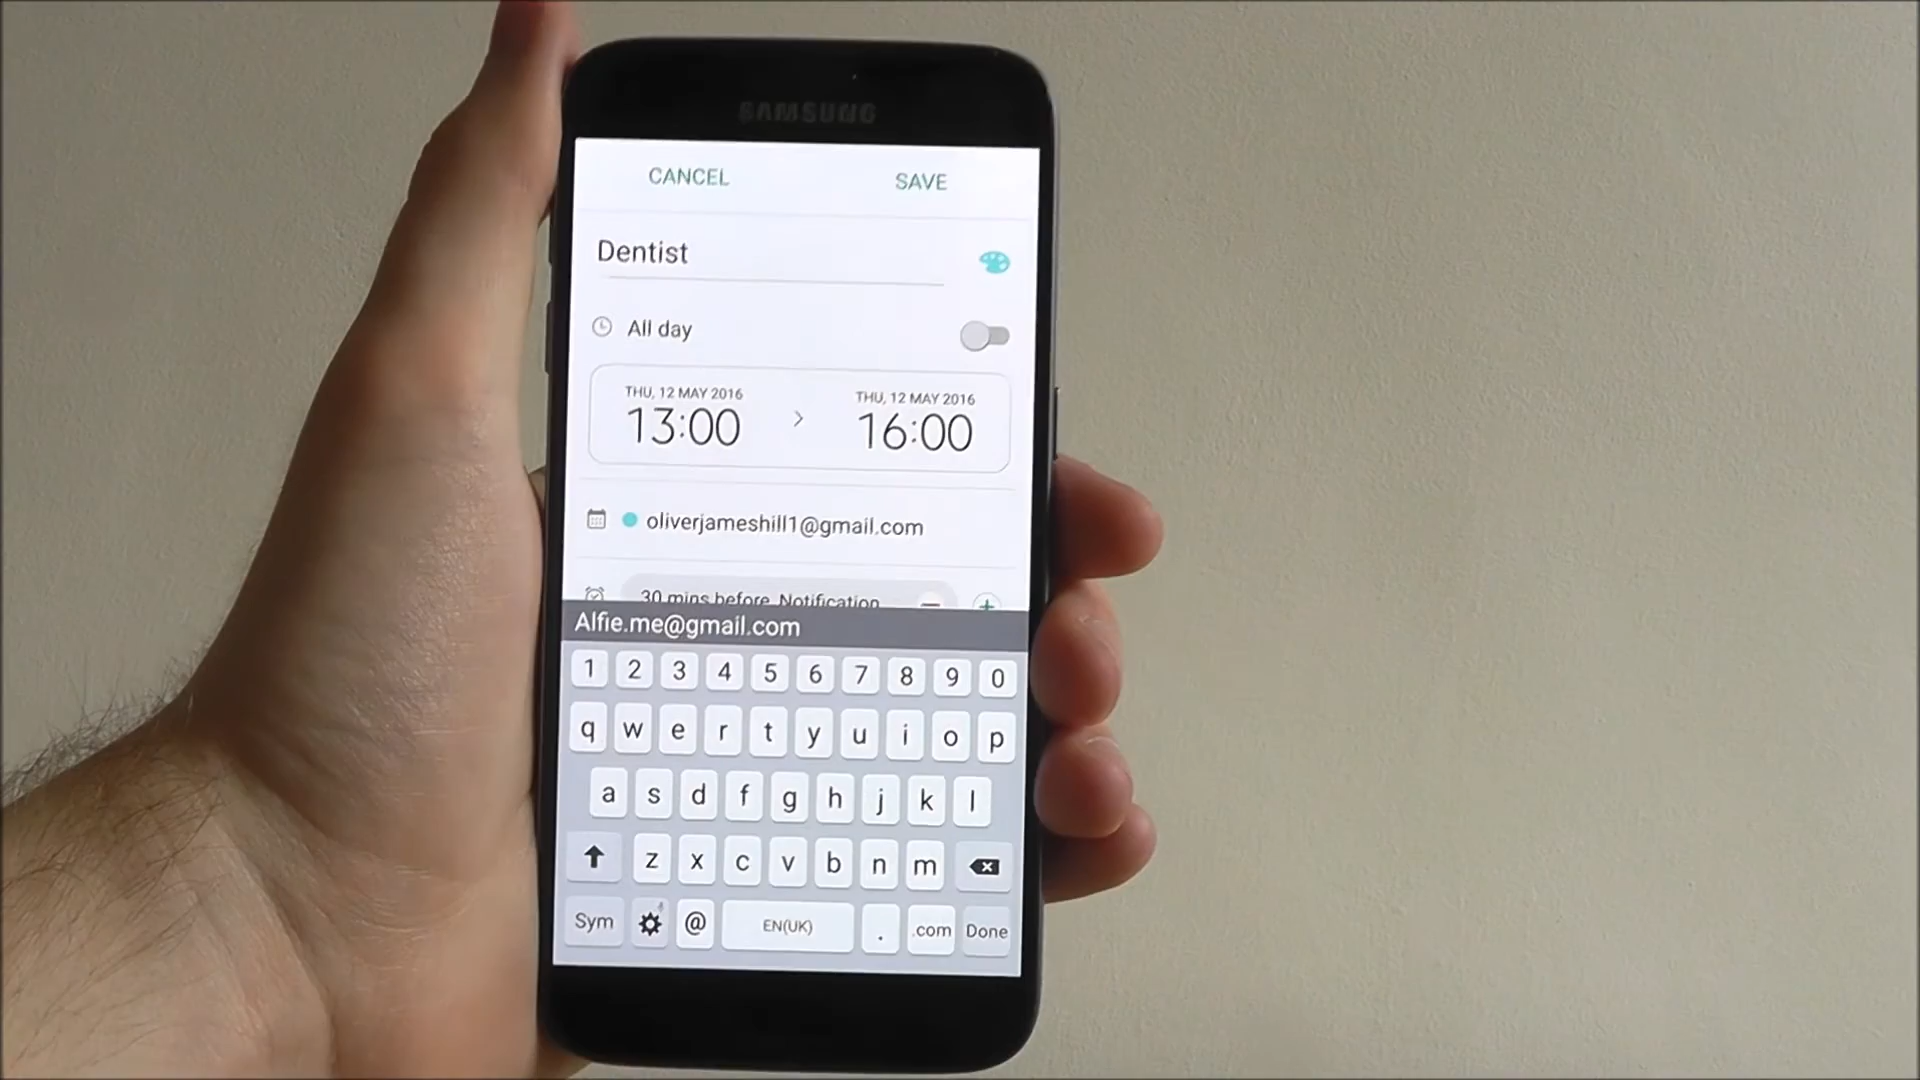 SAMSUNG
CANCEL SAVE
Dentist
All day
THU, 12 MAY 2016 THU, 12 MAY 2016
13:00 > 16:00
oliverjameshill1@gmail.com
30 mins before, Notification
Alfie.me@gmail.com
1 2 3 4 5 6 7 8 9 0
q w e r t y u i o p
a s d f g h j k l
z x c v b n m
Sym @ EN(UK) . .com Done